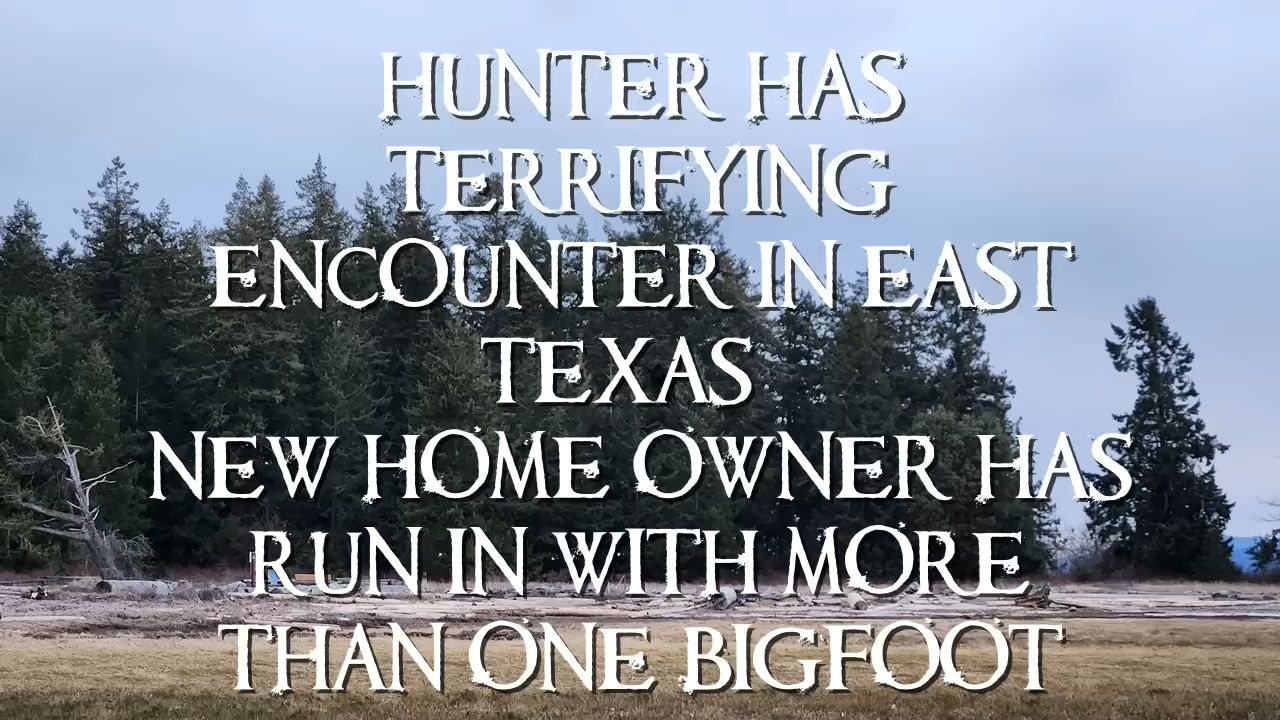 HUNTER HAS
TERRIFYING
ENCOUNTER IN EAST
TEXAS
NEW HOME OWNER HAS
RUN IN WITH MORE
THAN ONE BIGFOOT